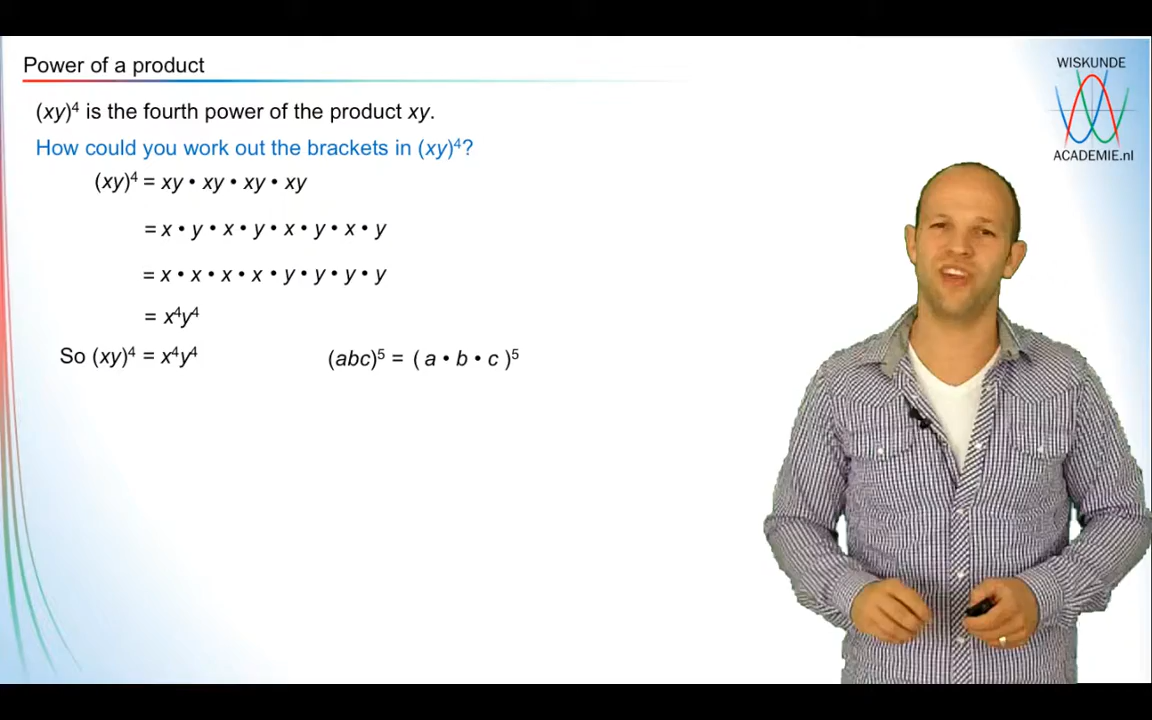 Power of a product
WISKUNDE
ACADEMIE.nl
(xy)⁴ is the fourth power of the product xy.
How could you work out the brackets in (xy)⁴?
(xy)⁴ = xy • xy • xy • xy
= x • y • x • y • x • y • x • y
= x • x • x • x • y • y • y • y
= x⁴y⁴
So (xy)⁴ = x⁴y⁴
(abc)⁵ = ( a • b • c )⁵